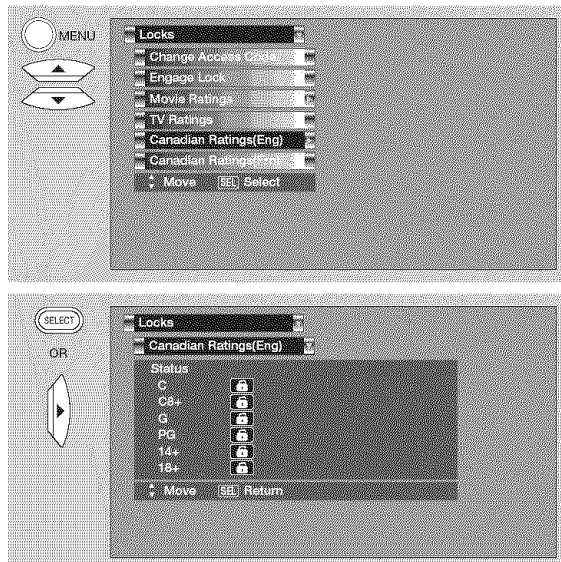 MENU
Locks
Change Access Code
Engage Lock
Movie Ratings
TV Ratings
Canadian Ratings(Eng)
Canadian Ratings(Frn)
Move SEL Select
SELECT
OR
Locks
Canadian Ratings(Eng)
Status
C
C8+
G
PG
14+
18+
Move SEL Return